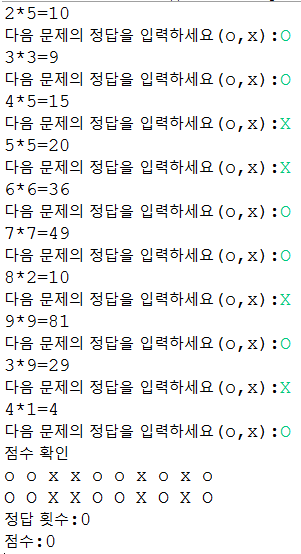 2*5=10
다음 문제의 정답을 입력하세요(o,x):O
3*3=9
다음 문제의 정답을 입력하세요(o,x):O
4*5=15
다음 문제의 정답을 입력하세요(o,x):X
5*5=20
다음 문제의 정답을 입력하세요(o,x):X
6*6=36
다음 문제의 정답을 입력하세요(o,x):O
7*7=49
다음 문제의 정답을 입력하세요(o,x):O
8*2=10
다음 문제의 정답을 입력하세요(o,x):X
9*9=81
다음 문제의 정답을 입력하세요(o,x):O
3*9=29
다음 문제의 정답을 입력하세요(o,x):X
4*1=4
다음 문제의 정답을 입력하세요(o,x):O
점수 확인
o o x x o o x o x o
O O X X O O X O X O
정답 횟수:0
점수:0